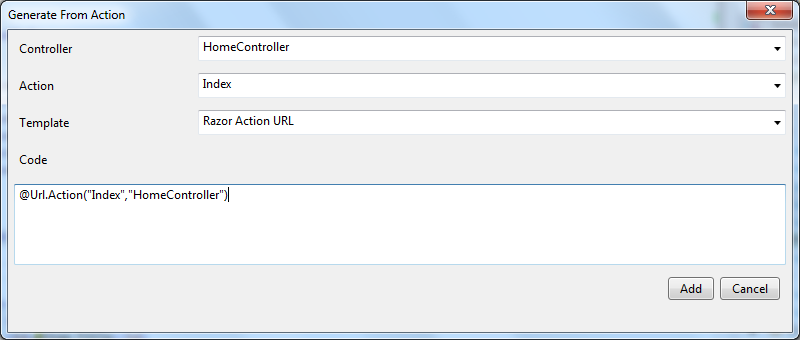 Generate From Action
Controller HomeController
Action Index
Template Razor Action URL
Code
@Url.Action("Index","HomeController")
Add Cancel